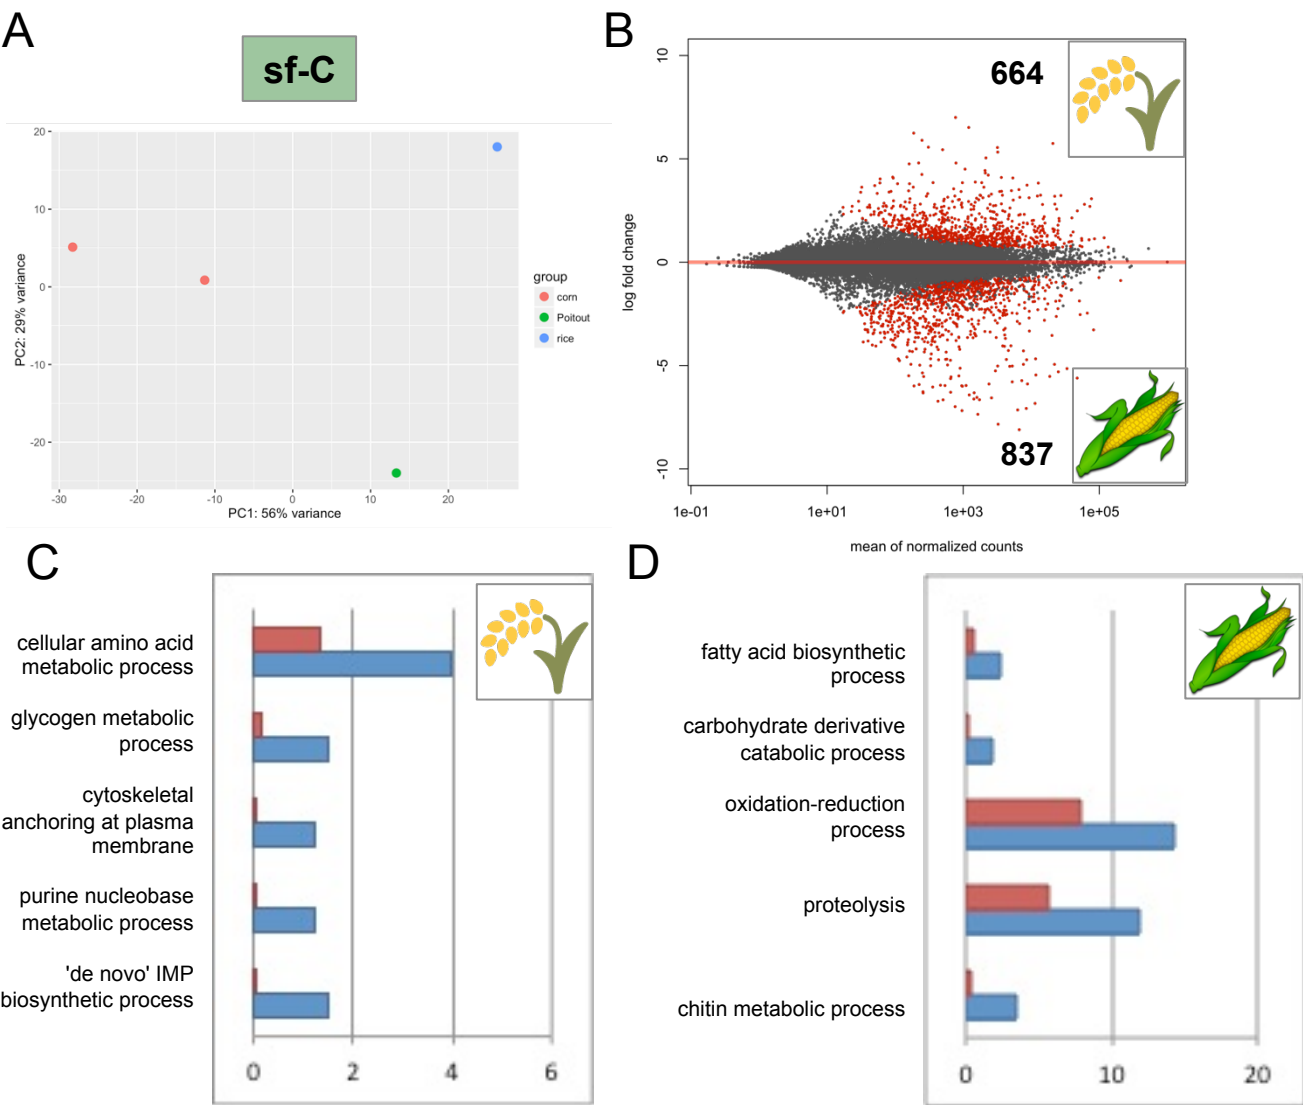 A
sf-C
20
10
0
-10
-20
PC2: 29% variance
-30
-20
-10
0
10
20
PC1: 56% variance
group
corn
Poitout
rice
B
664
837
10
5
0
-5
-10
log fold change
1e-01
1e+01
1e+03
1e+05
mean of normalized counts
C
cellular amino acid
metabolic process
glycogen metabolic
process
cytoskeletal
anchoring at plasma
membrane
purine nucleobase
metabolic process
'de novo' IMP
biosynthetic process
0
2
4
6
D
fatty acid biosynthetic
process
carbohydrate derivative
catabolic process
oxidation-reduction
process
proteolysis
chitin metabolic process
0
10
20